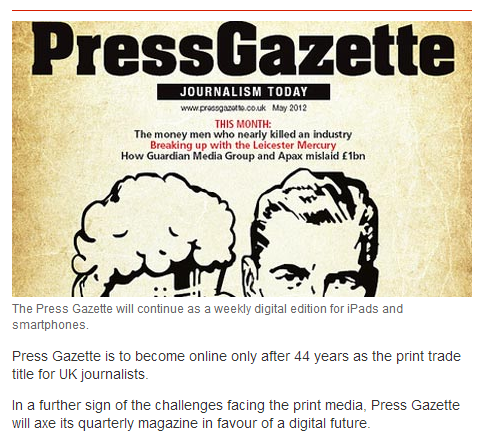 PressGazette
JOURNALISM TODAY
www.pressgazette.co.uk May 2012
THIS MONTH:
The money men who nearly killed an industry
Breaking up with the Leicester Mercury
How Guardian Media Group and Apax mislaid £1bn
The Press Gazette will continue as a weekly digital edition for iPads and
smartphones.
Press Gazette is to become online only after 44 years as the print trade
title for UK journalists.
In a further sign of the challenges facing the print media, Press Gazette
will axe its quarterly magazine in favour of a digital future.